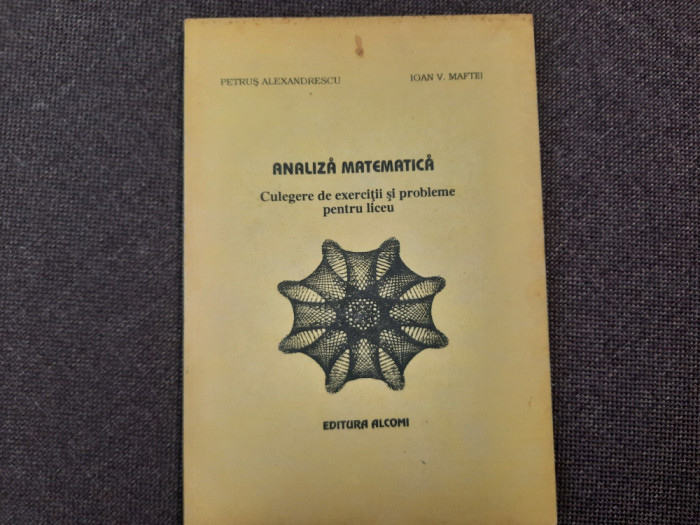 PETRUŞ ALEXANDRESCU
IOAN V. MAFTEI
ANALIZĂ MATEMATICĂ
Culegere de exerciţii şi probleme
pentru liceu
EDITURA ALCOMI